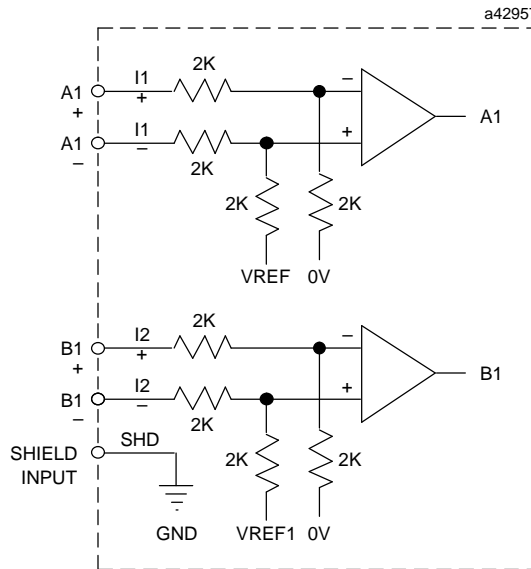 a42957
2K
A1 I1
+ +
− A1
A1 I1 +
− −
2K
2K 2K
VREF 0V
2K
B1 I2
+ +
− B1
B1 I2 +
− −
2K
SHIELD INPUT SHD
2K 2K
GND VREF1 0V